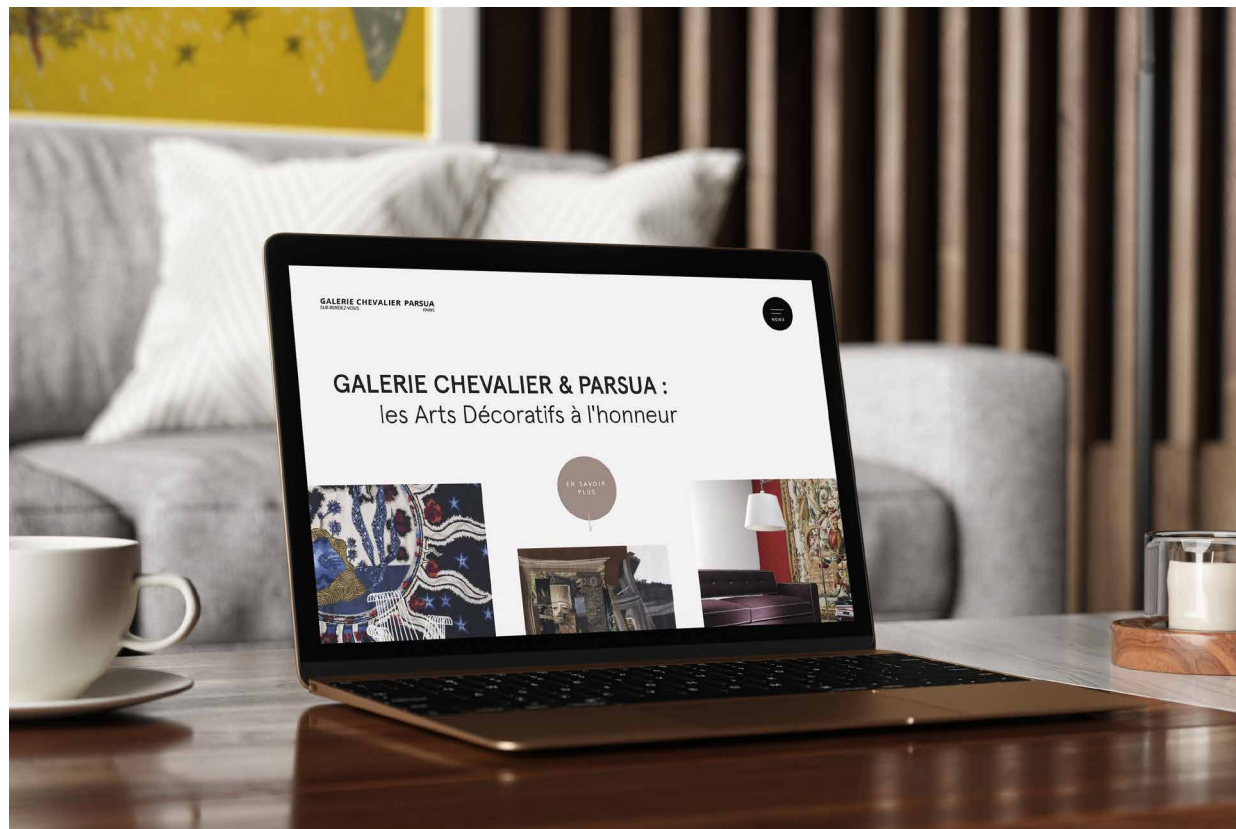 GALERIE CHEVALIER PARSUA
SUR RENDEZ-VOUS PARIS
MENU
GALERIE CHEVALIER & PARSUA :
les Arts Décoratifs à l'honneur
EN SAVOIR
PLUS